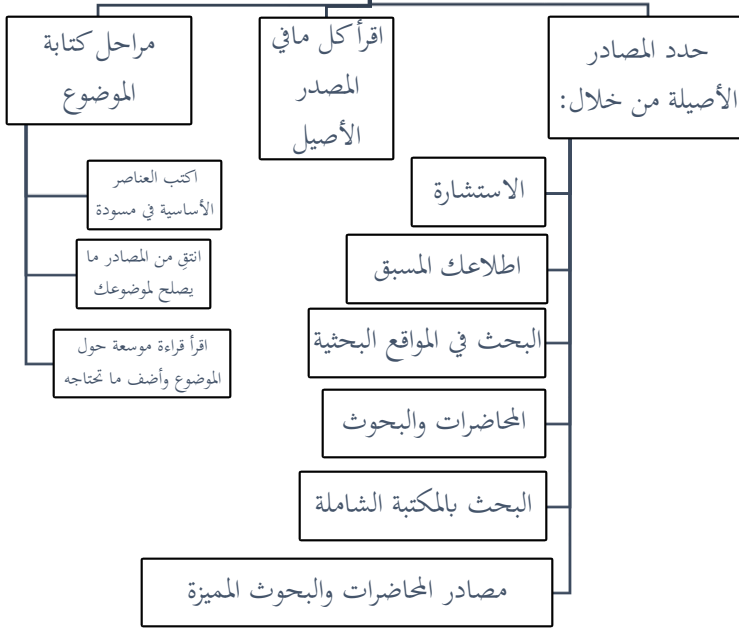 حدد المصادر
الأصيلة من خلال:
الاستشارة
اطلاعك المسبق
البحث في المواقع البحثية
المحاضرات والبحوث
البحث بالمكتبة الشاملة
مصادر المحاضرات والبحوث المميزة
اقرأ كل مافي
المصدر
الأصيل
مراحل كتابة
الموضوع
اكتب العناصر
الأساسية في مسودة
انتقِ من المصادر ما
يصلح لموضوعك
اقرأ قراءة موسعة حول
الموضوع وأضف ما تحتاجه